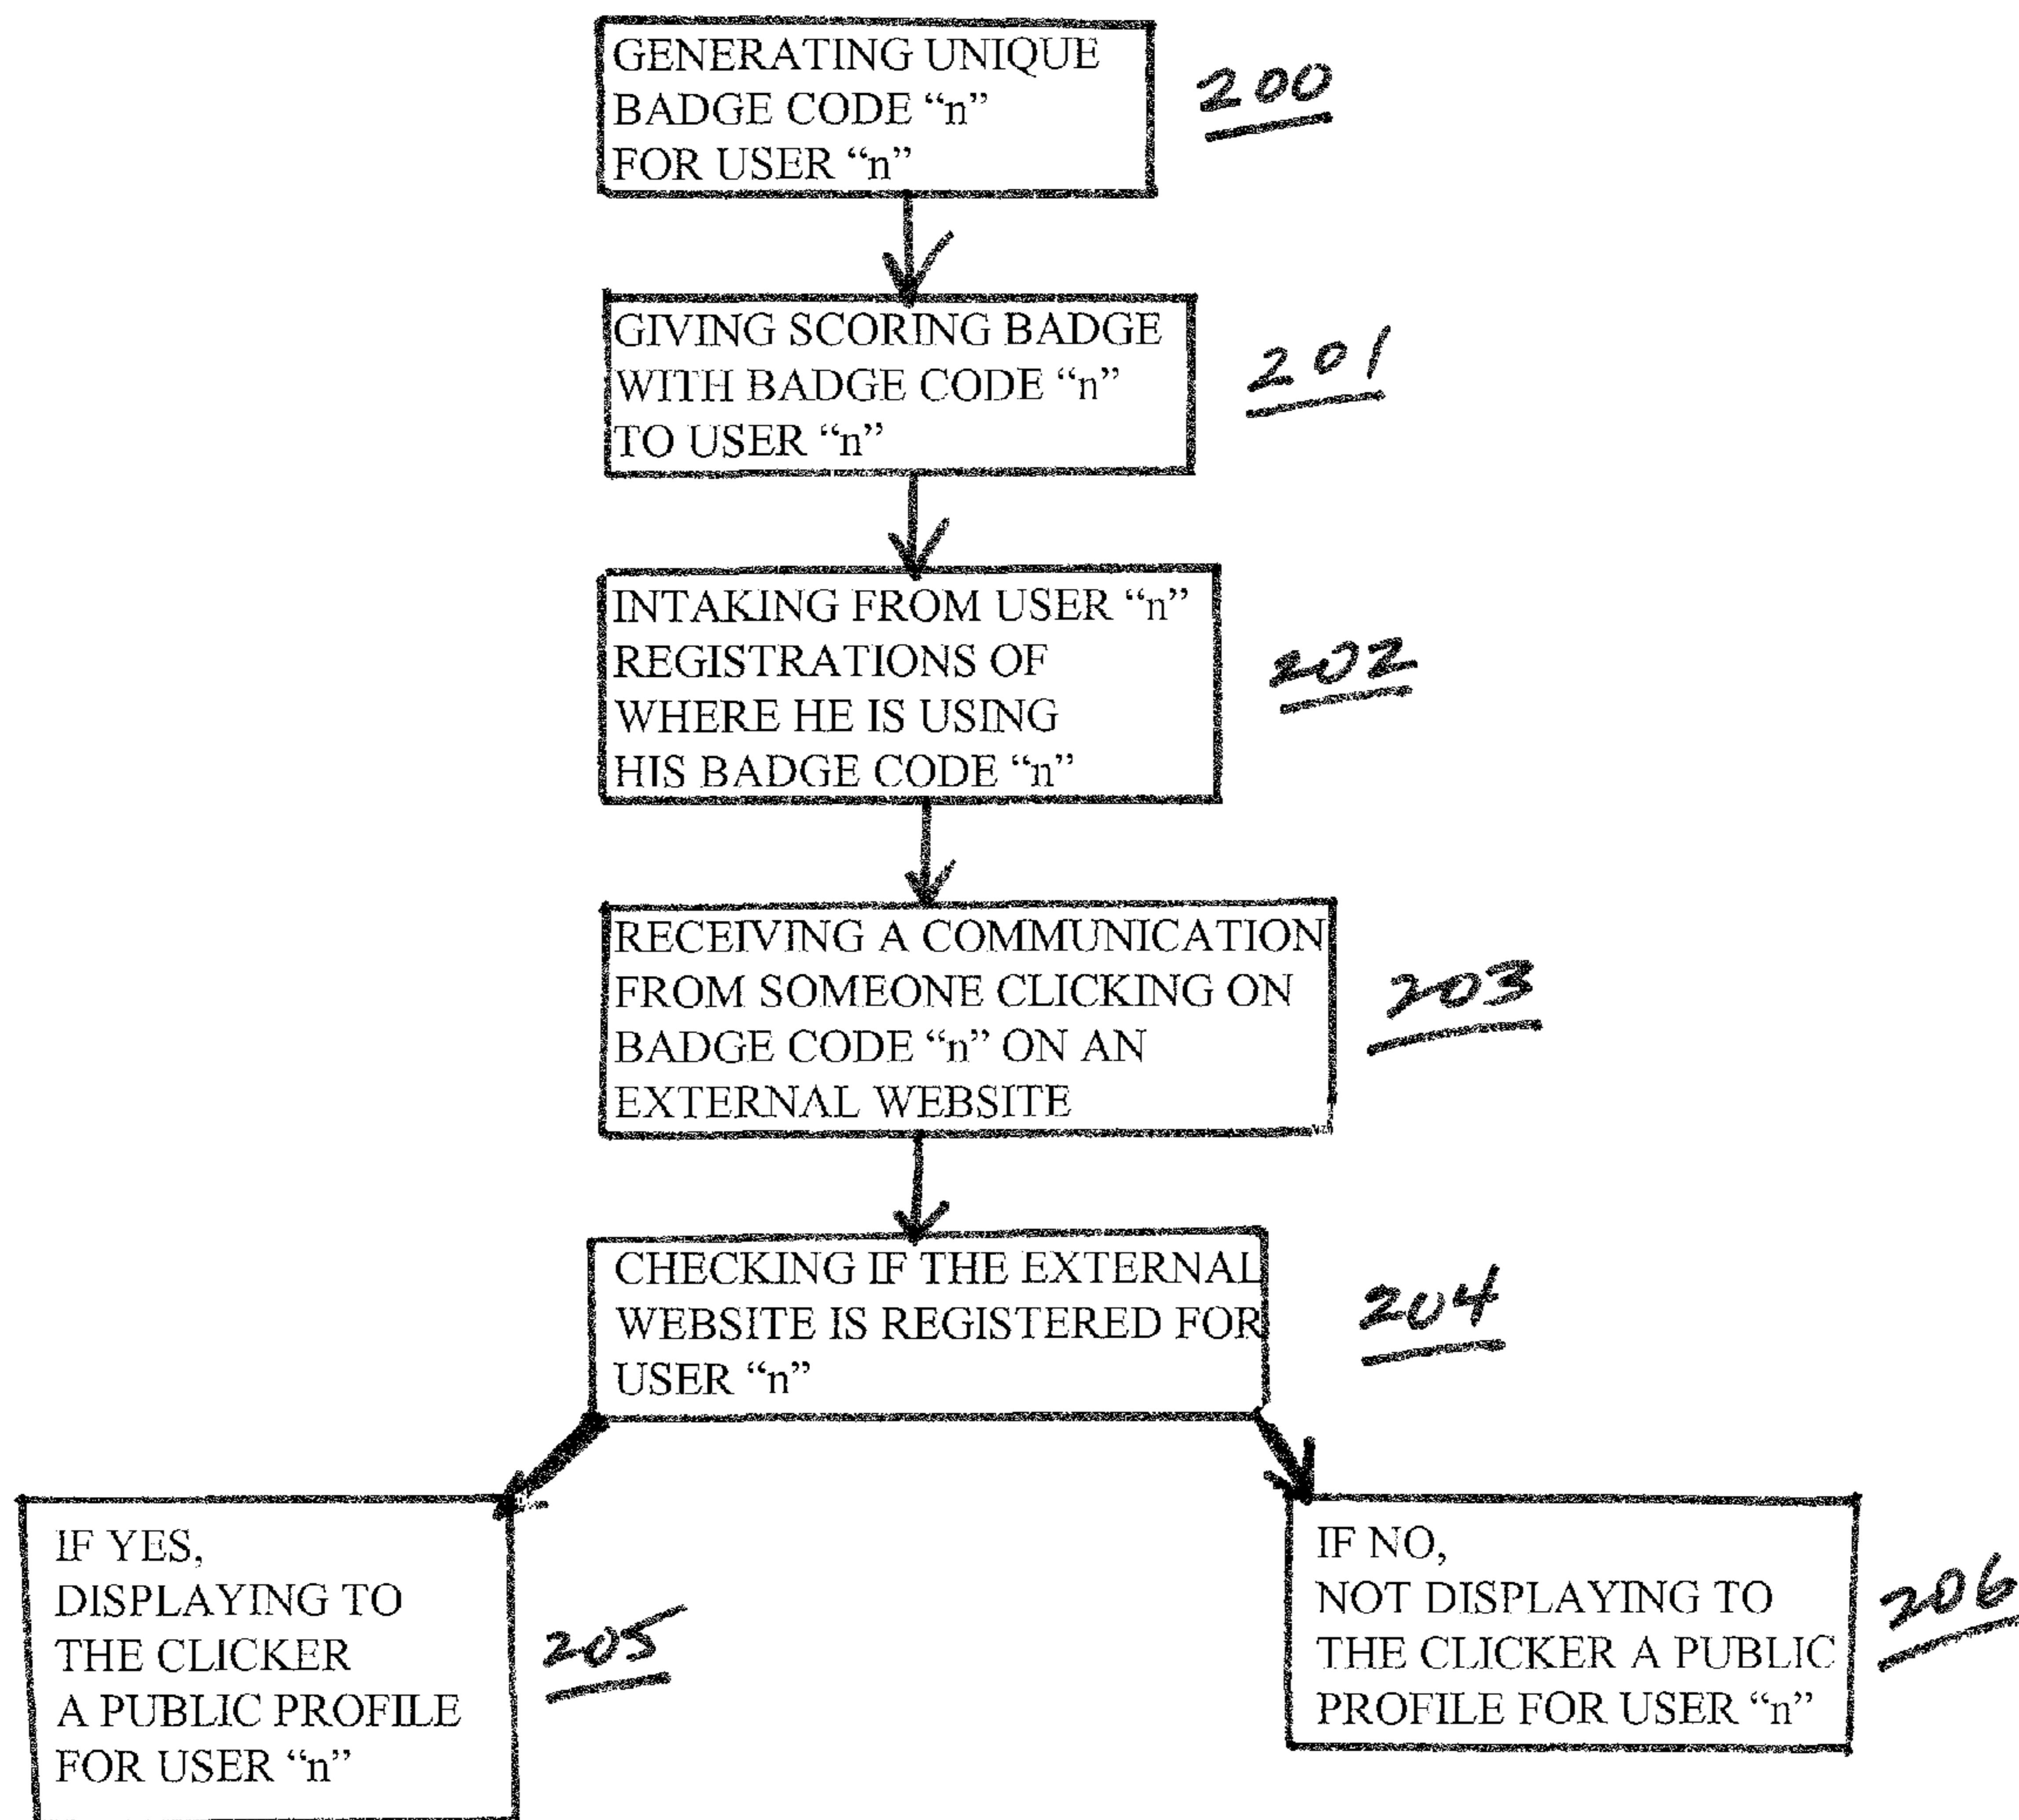 GENERATING UNIQUE
BADGE CODE “n”
FOR USER “n”
200
GIVING SCORING BADGE
WITH BADGE CODE “n”
TO USER “n”
201
INTAKING FROM USER “n”
REGISTRATIONS OF
WHERE HE IS USING
HIS BADGE CODE “n”
202
RECEIVING A COMMUNICATION
FROM SOMEONE CLICKING ON
BADGE CODE “n” ON AN
EXTERNAL WEBSITE
203
CHECKING IF THE EXTERNAL
WEBSITE IS REGISTERED FOR
USER “n”
204
IF YES,
DISPLAYING TO
THE CLICKER
A PUBLIC PROFILE
FOR USER “n”
205
IF NO,
NOT DISPLAYING TO
THE CLICKER A PUBLIC
PROFILE FOR USER “n”
206